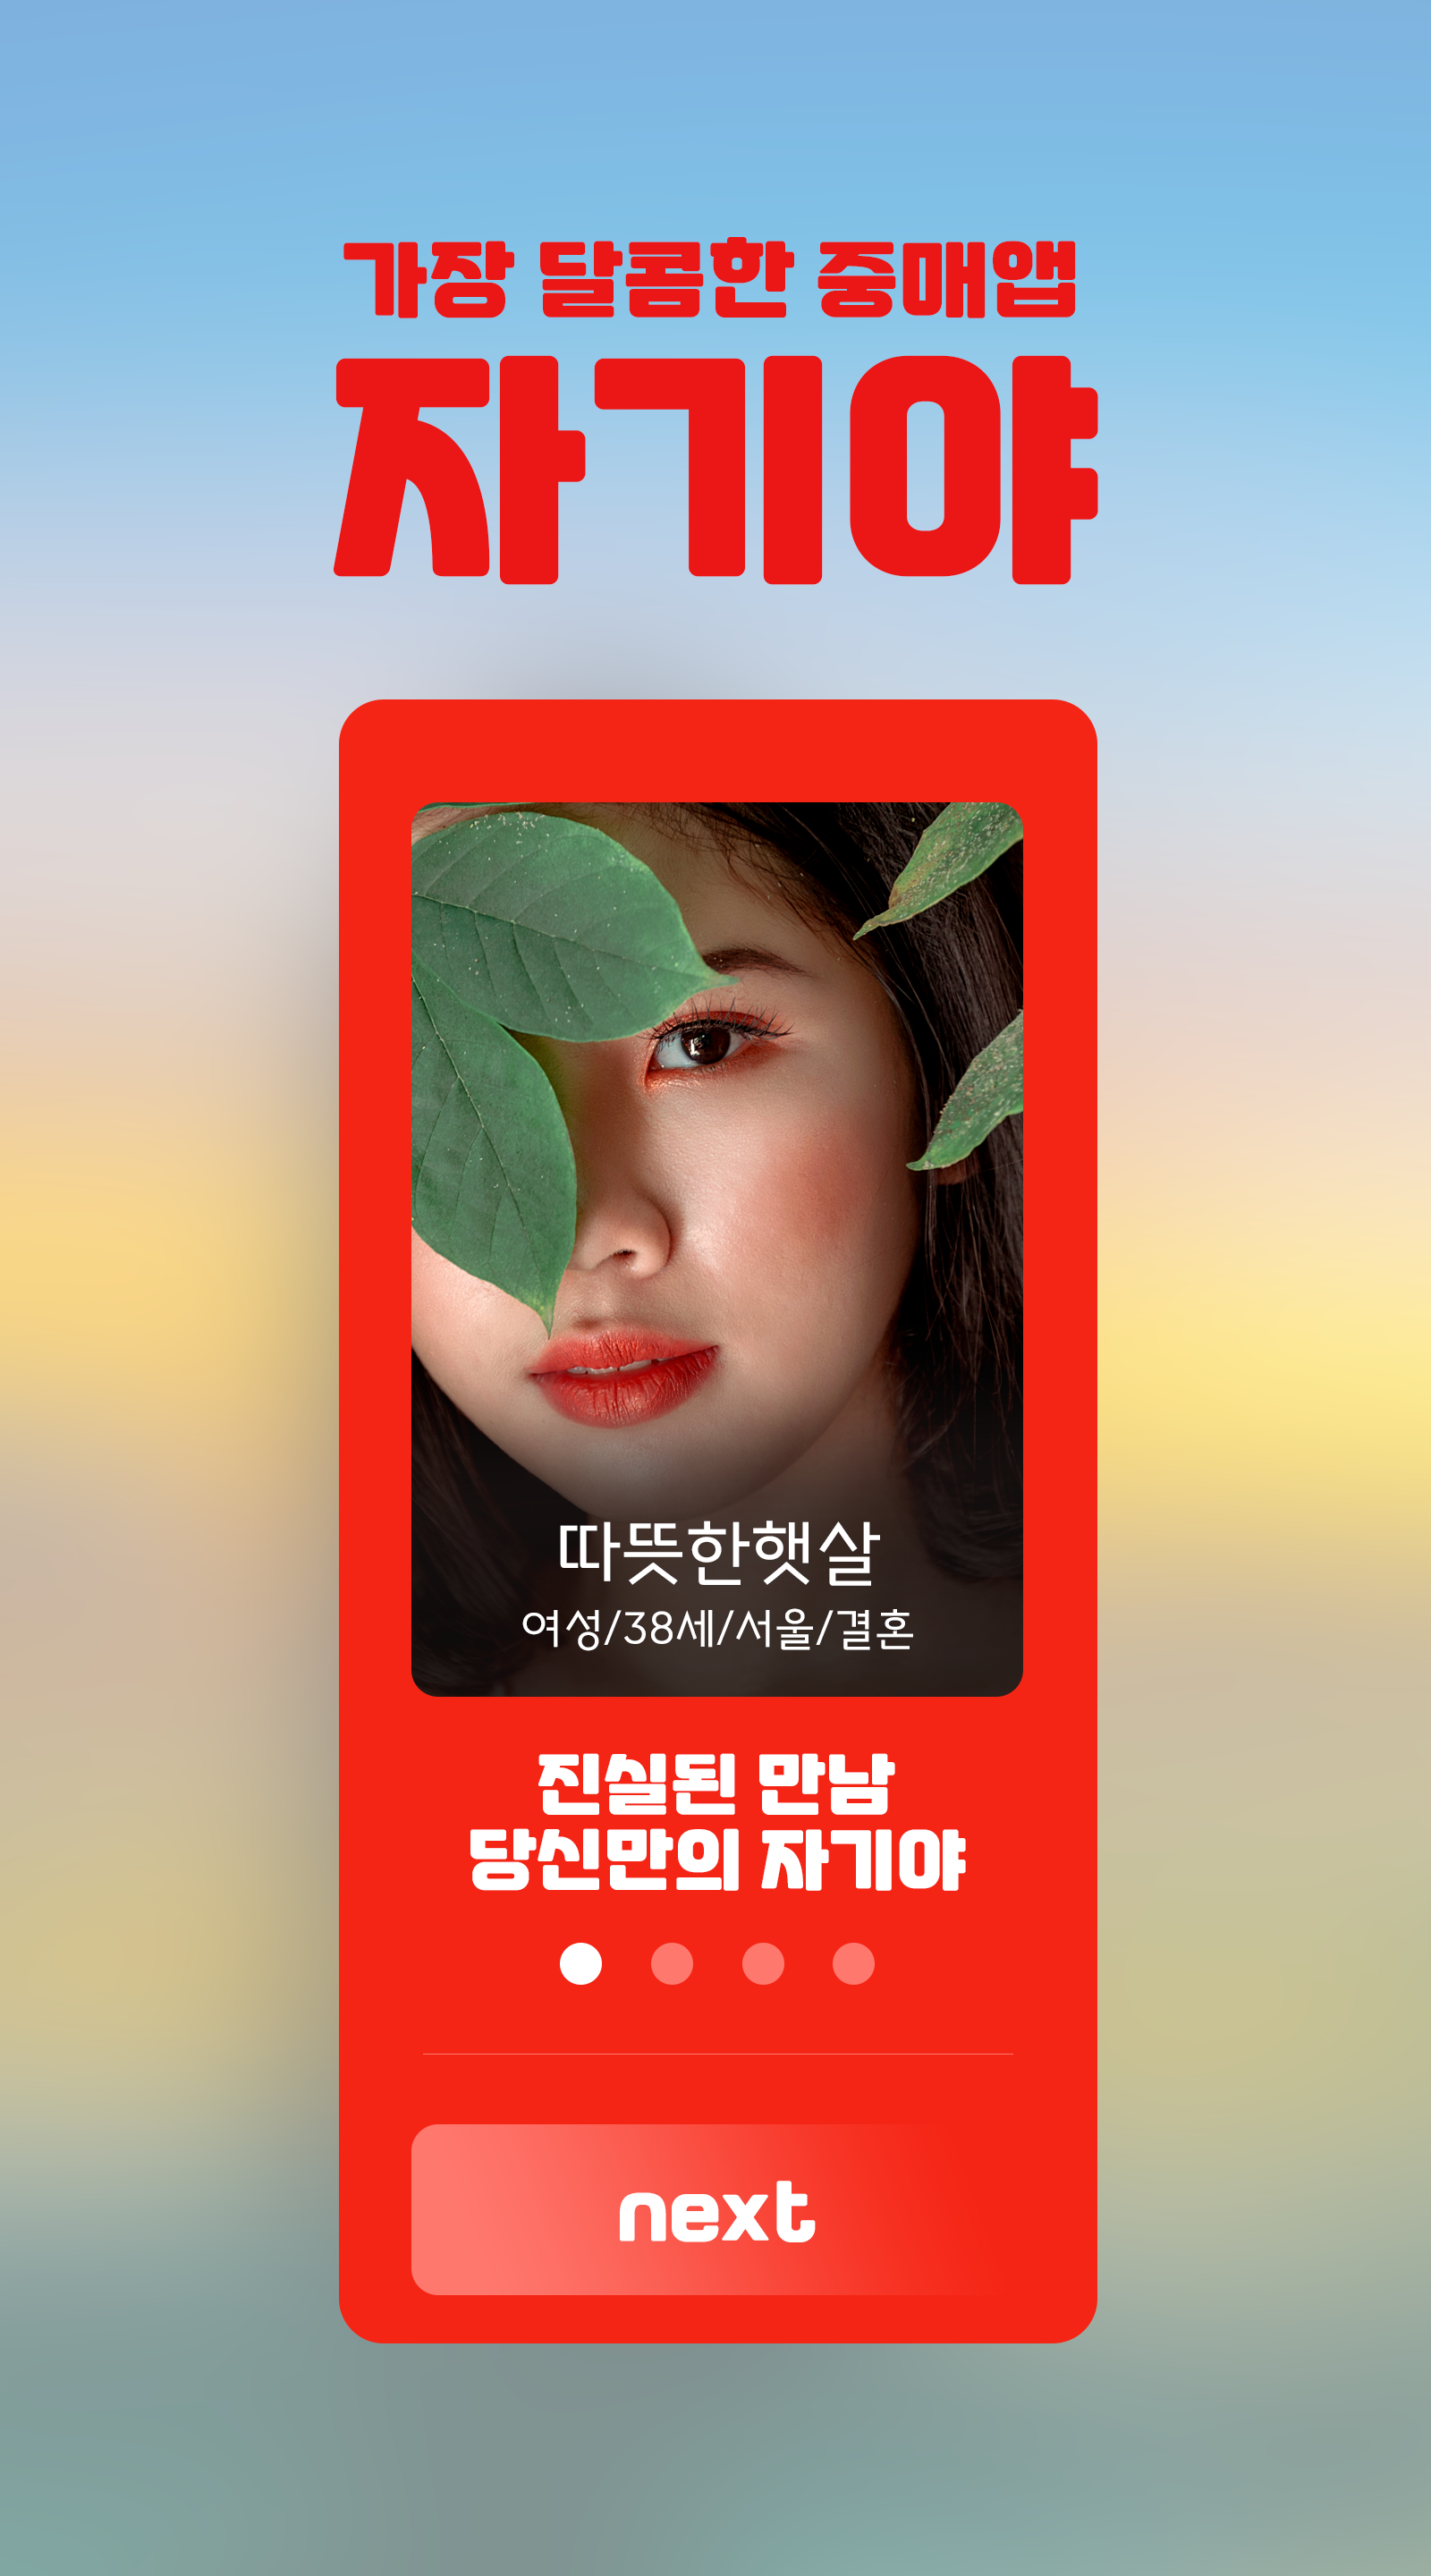 가장 달콤한 중매앱
자기야
따뜻한햇살
여성/38세/서울/결혼
진실된 만남
당신만의 자기야
next